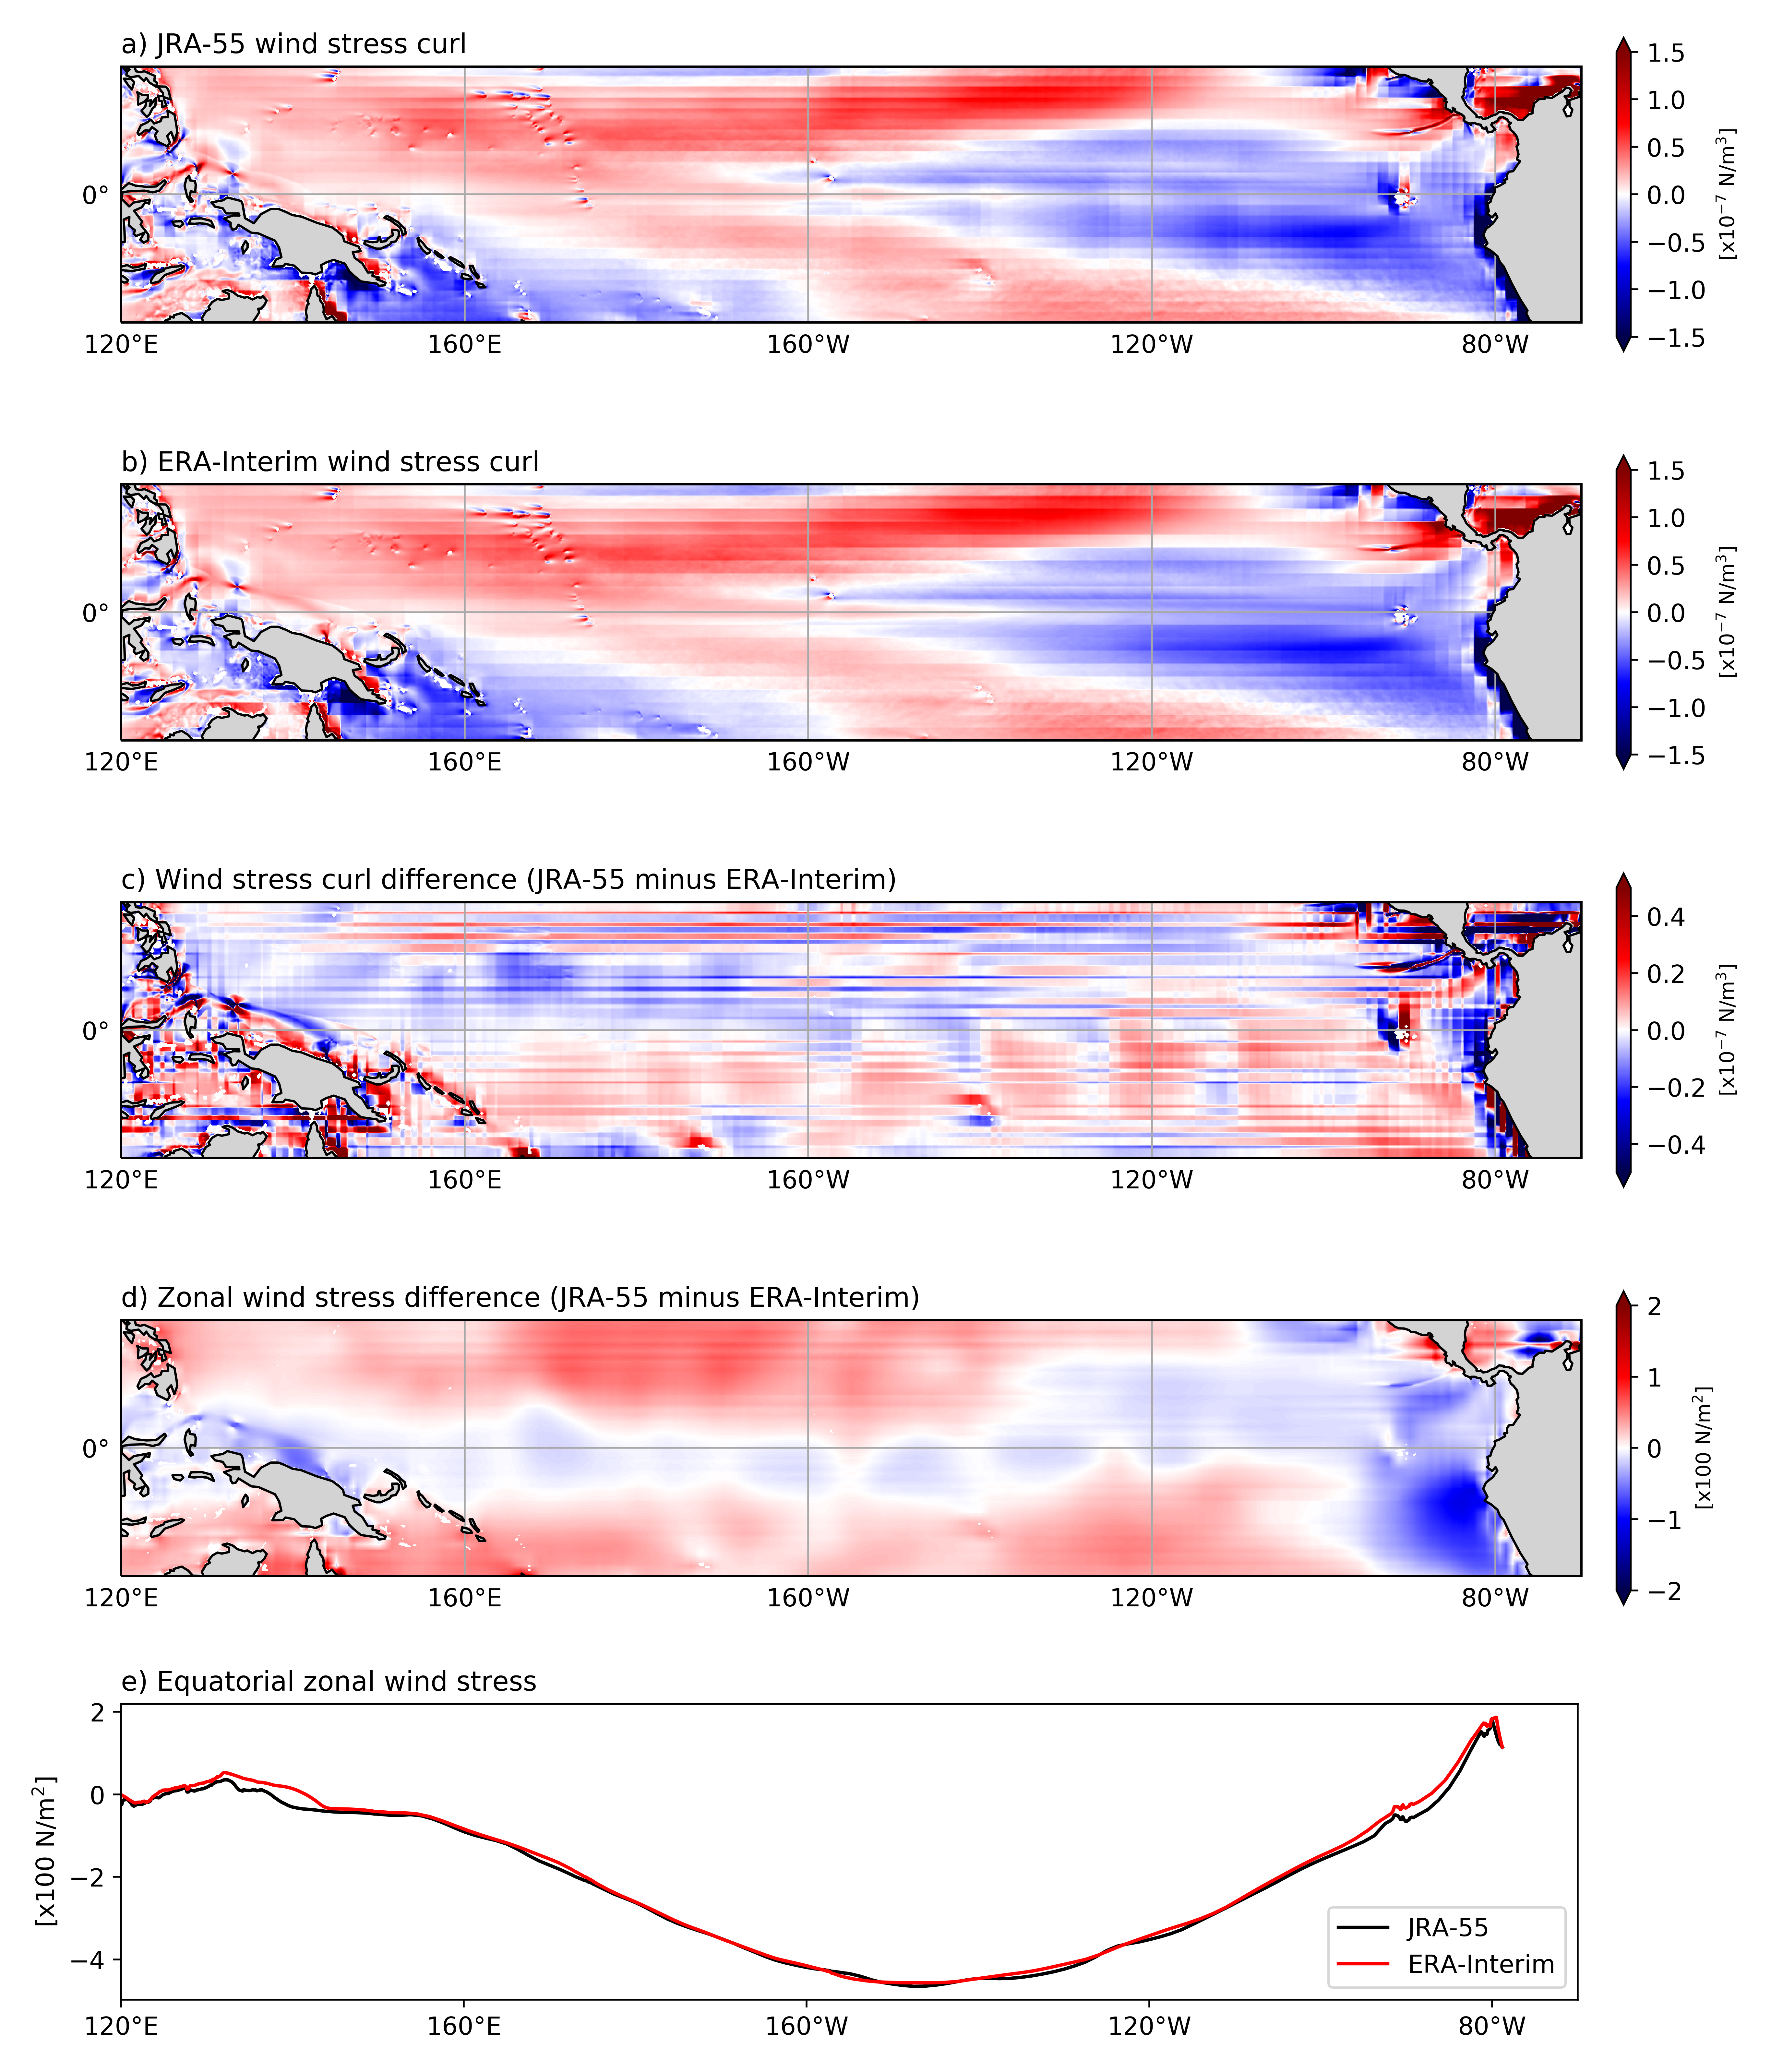 a) JRA-55 wind stress curl
0°
120°E 160°E 160°W 120°W 80°W
1.5
1.0
0.5
0.0
−0.5
−1.0
−1.5
[x10⁻⁷ N/m³]
b) ERA-Interim wind stress curl
0°
120°E 160°E 160°W 120°W 80°W
1.5
1.0
0.5
0.0
−0.5
−1.0
−1.5
[x10⁻⁷ N/m³]
c) Wind stress curl difference (JRA-55 minus ERA-Interim)
0°
120°E 160°E 160°W 120°W 80°W
0.4
0.2
0.0
−0.2
−0.4
[x10⁻⁷ N/m³]
d) Zonal wind stress difference (JRA-55 minus ERA-Interim)
0°
120°E 160°E 160°W 120°W 80°W
2
1
0
−1
−2
[x100 N/m²]
e) Equatorial zonal wind stress
[x100 N/m²]
2
0
−2
−4
JRA-55
ERA-Interim
120°E 160°E 160°W 120°W 80°W